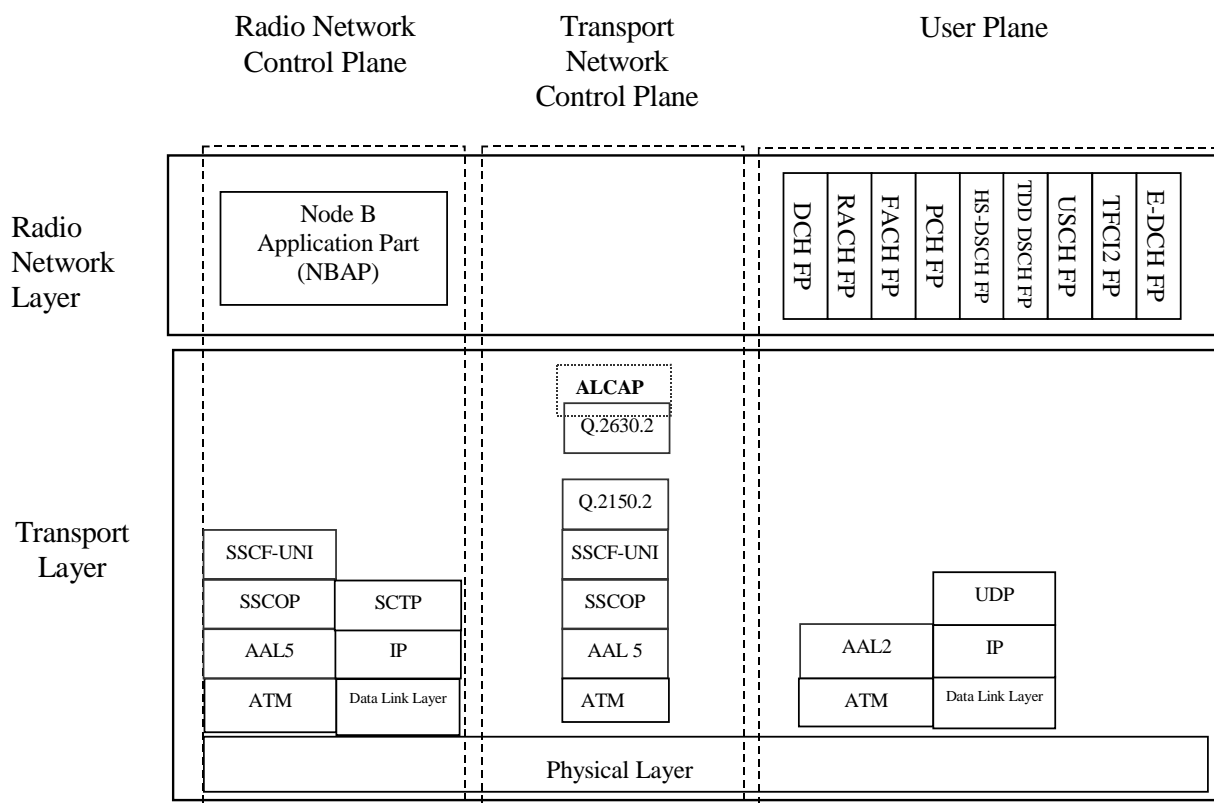 Radio Network
Control Plane
Transport
Network
Control Plane
User Plane
Radio
Network
Layer
Node B
Application Part
(NBAP)
DCH FP
RACH FP
FACH FP
PCH FP
HS-DSCH FP
TDD DSCH FP
USCH FP
TFCI2 FP
E-DCH FP
Transport
Layer
ALCAP
Q.2630.2
Q.2150.2
SSCF-UNI
SSCF-UNI
SSCOP
SCTP
SSCOP
UDP
AAL5
IP
AAL 5
AAL2
IP
ATM
Data Link Layer
ATM
ATM
Data Link Layer
Physical Layer